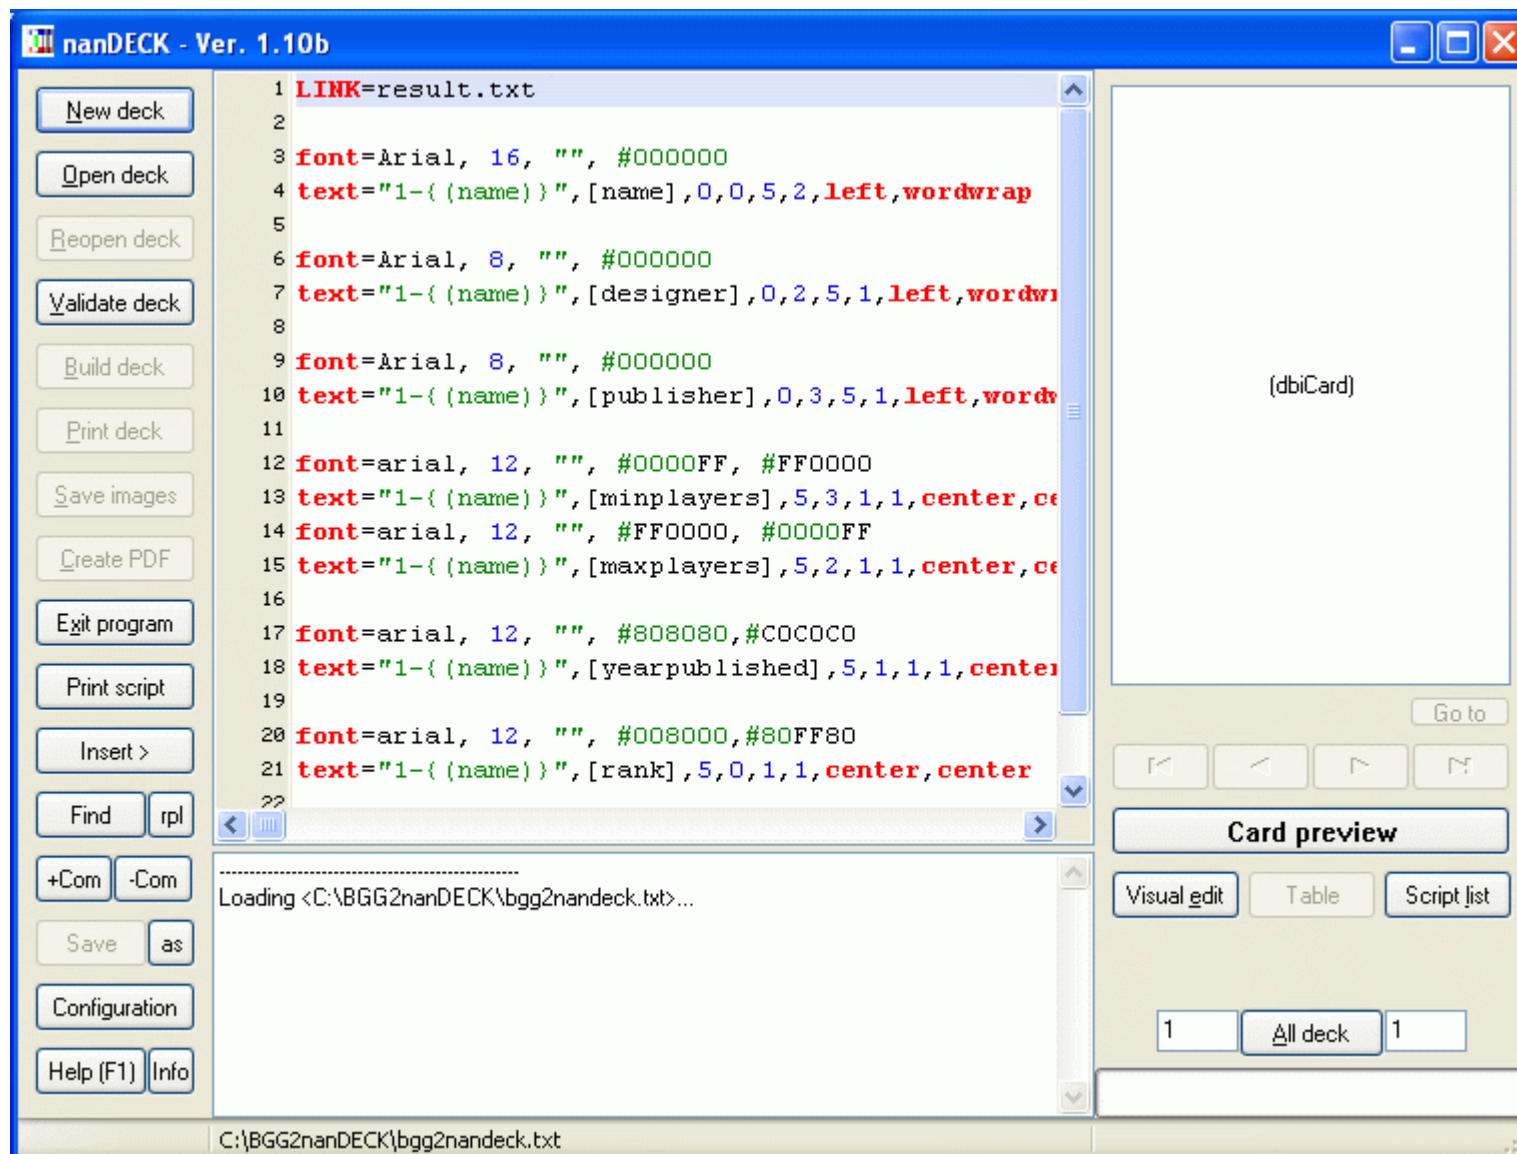 nanDECK - Ver. 1.10b
New deck
Open deck
Reopen deck
Validate deck
Build deck
Print deck
Save images
Create PDF
Exit program
Print script
Insert >
Find rpl
+Com -Com
Save as
Configuration
Help (F1) Info
1 LINK=result.txt
2
3 font=Arial, 16, "", #000000
4 text="1-{(name)}",[name],0,0,5,2,left,wordwrap
5
6 font=Arial, 8, "", #000000
7 text="1-{(name)}",[designer],0,2,5,1,left,wordwr
8
9 font=Arial, 8, "", #000000
10 text="1-{(name)}",[publisher],0,3,5,1,left,wordw
11
12 font=arial, 12, "", #0000FF, #FF0000
13 text="1-{(name)}",[minplayers],5,3,1,1,center,ce
14 font=arial, 12, "", #FF0000, #0000FF
15 text="1-{(name)}",[maxplayers],5,2,1,1,center,ce
16
17 font=arial, 12, "", #808080,#C0C0C0
18 text="1-{(name)}",[yearpublished],5,1,1,1,center
19
20 font=arial, 12, "", #008000,#80FF80
21 text="1-{(name)}",[rank],5,0,1,1,center,center
22
------------------------------------------------
Loading <C:\BGG2nanDECK\bgg2nandeck.txt>...
(dbiCard)
Go to
Card preview
Visual edit Table Script list
1 All deck 1
C:\BGG2nanDECK\bgg2nandeck.txt